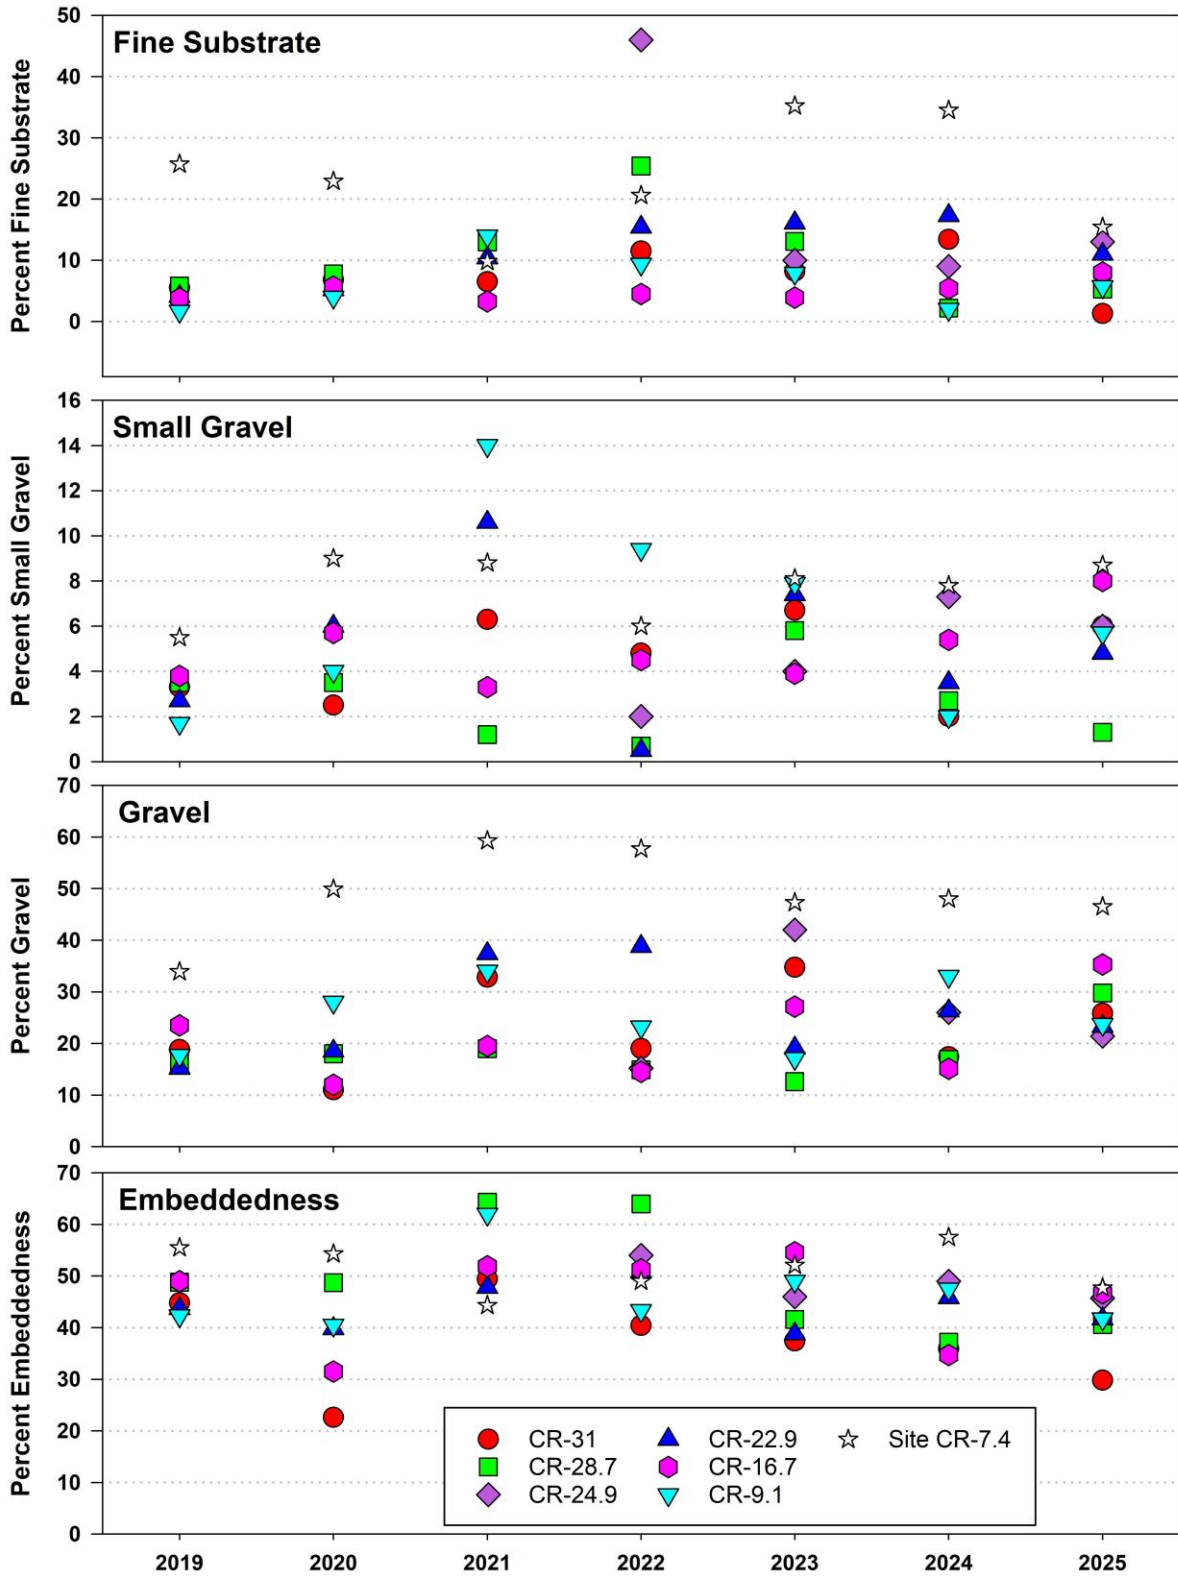 Fine Substrate
Percent Fine Substrate
50
40
30
20
10
0
Small Gravel
Percent Small Gravel
16
14
12
10
8
6
4
2
0
Gravel
Percent Gravel
70
60
50
40
30
20
10
0
Embeddedness
Percent Embeddedness
70
60
50
40
30
20
10
0
CR-31 CR-22.9 Site CR-7.4
CR-28.7 CR-16.7
CR-24.9 CR-9.1
2019 2020 2021 2022 2023 2024 2025